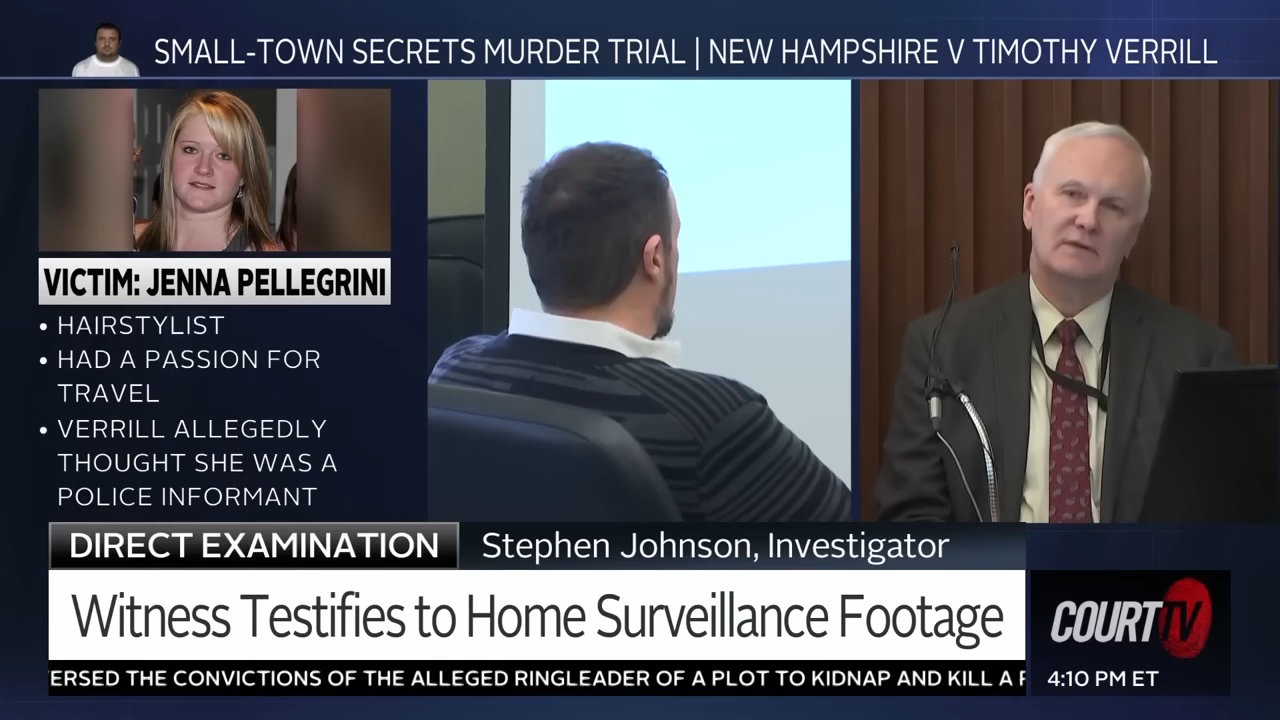 SMALL-TOWN SECRETS MURDER TRIAL | NEW HAMPSHIRE V TIMOTHY VERRILL
VICTIM: JENNA PELLEGRINI
• HAIRSTYLIST
• HAD A PASSION FOR
TRAVEL
• VERRILL ALLEGEDLY
THOUGHT SHE WAS A
POLICE INFORMANT
DIRECT EXAMINATION
Stephen Johnson, Investigator
Witness Testifies to Home Surveillance Footage
ERSED THE CONVICTIONS OF THE ALLEGED RINGLEADER OF A PLOT TO KIDNAP AND KILL A
COURT TV
4:10 PM ET